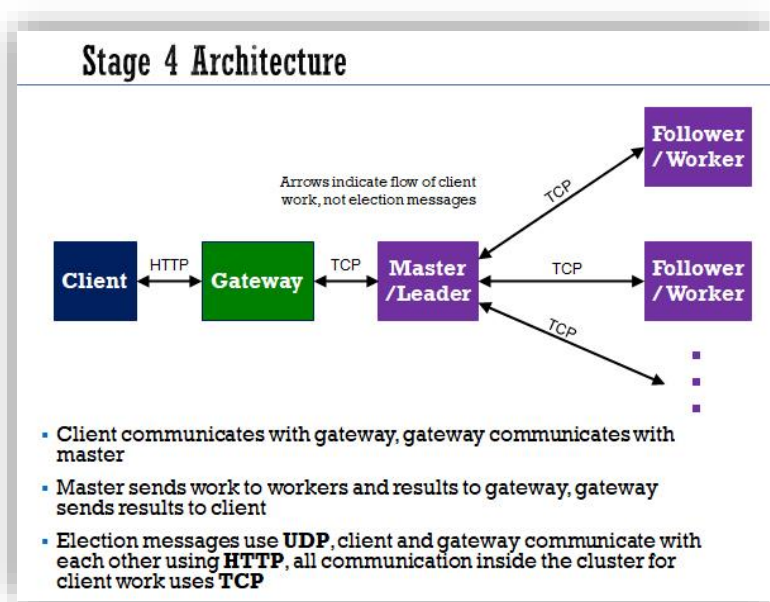 Stage 4 Architecture
Arrows indicate flow of client
work, not election messages
Follower
/Worker
TCP
Client
HTTP
Gateway
TCP
Master
/Leader
TCP
Follower
/Worker
TCP
Client communicates with gateway, gateway communicates with
master
Master sends work to workers and results to gateway, gateway
sends results to client
Election messages use UDP, client and gateway communicate with
each other using HTTP, all communication inside the cluster for
client work uses TCP